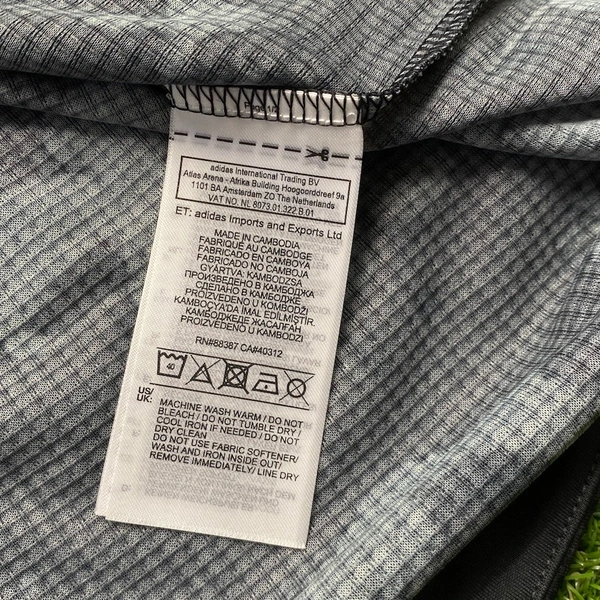 adidas International Trading BV
Atlas Arena - Afrika Building Hoogoorddreef 9a
1101 BA Amsterdam ZO The Netherlands
VAT NO. NL 8073.01.322.B.01
ET: adidas Imports and Exports Ltd
MADE IN CAMBODIA
FABRIQUÉ AU CAMBODGE
FABRICADO EN CAMBOYA
FABRICADO NO CAMBOJA
GYÁRTVA: KAMBODZSA
ПРОИЗВЕДЕНО В КАМБОДЖА
СДЕЛАНО В КАМБОДЖЕ
PROIZVEDENO U KOMBODŽI
KAMBOÇYA'DA İMAL EDİLMİŞTİR.
КАМБОДЖЕДЕ ЖАСАЛҒАН
PROIZVEDENO U KAMBODŽI
RN#88387 CA#40312
40
US/
UK:
MACHINE WASH WARM / DO NOT
BLEACH / DO NOT TUMBLE DRY /
COOL IRON IF NEEDED / DO NOT
DRY CLEAN
DO NOT USE FABRIC SOFTENER/
WASH AND IRON INSIDE OUT/
REMOVE IMMEDIATELY/ LINE DRY